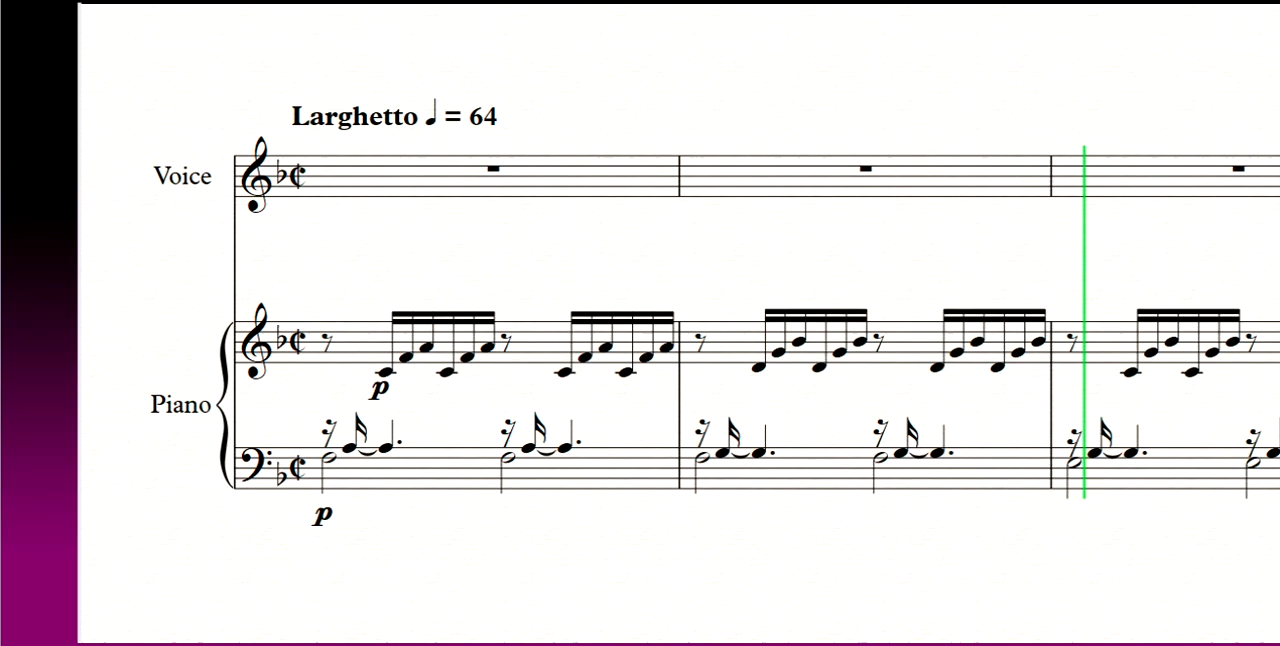 Larghetto ♩ = 64
Voice
p
Piano
p